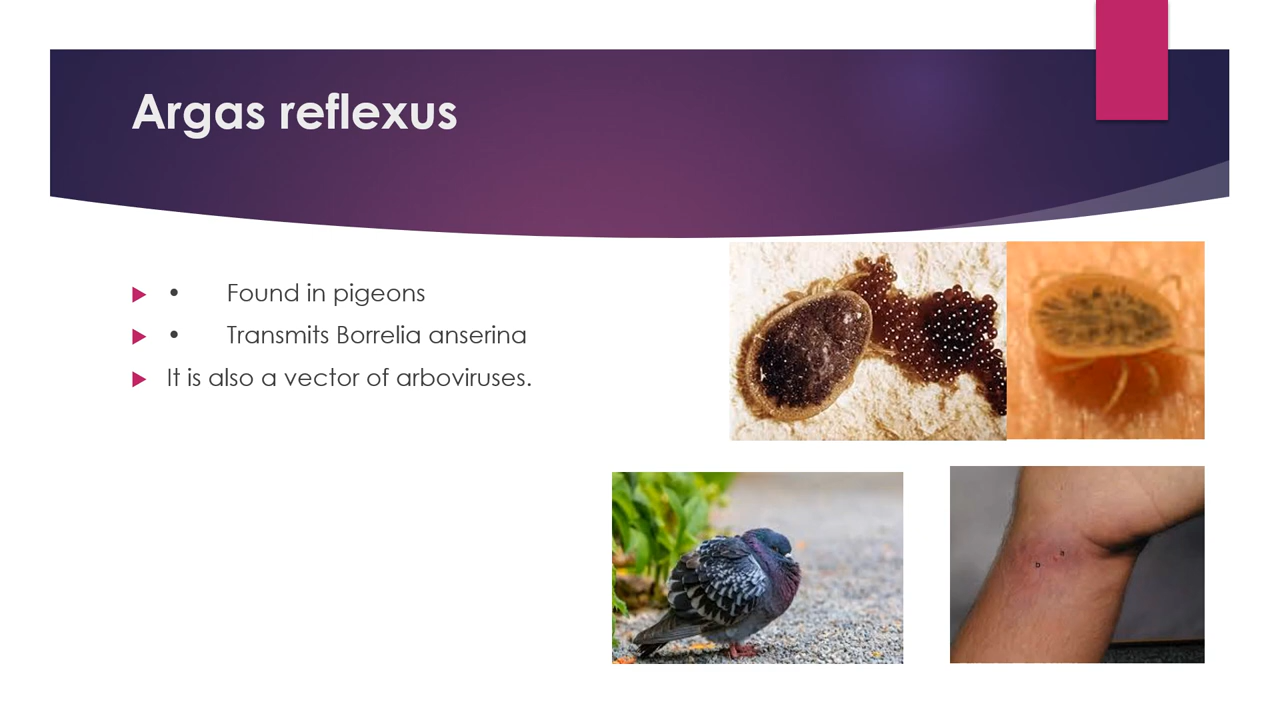 Argas reflexus
• Found in pigeons
• Transmits Borrelia anserina
It is also a vector of arboviruses.
a
b